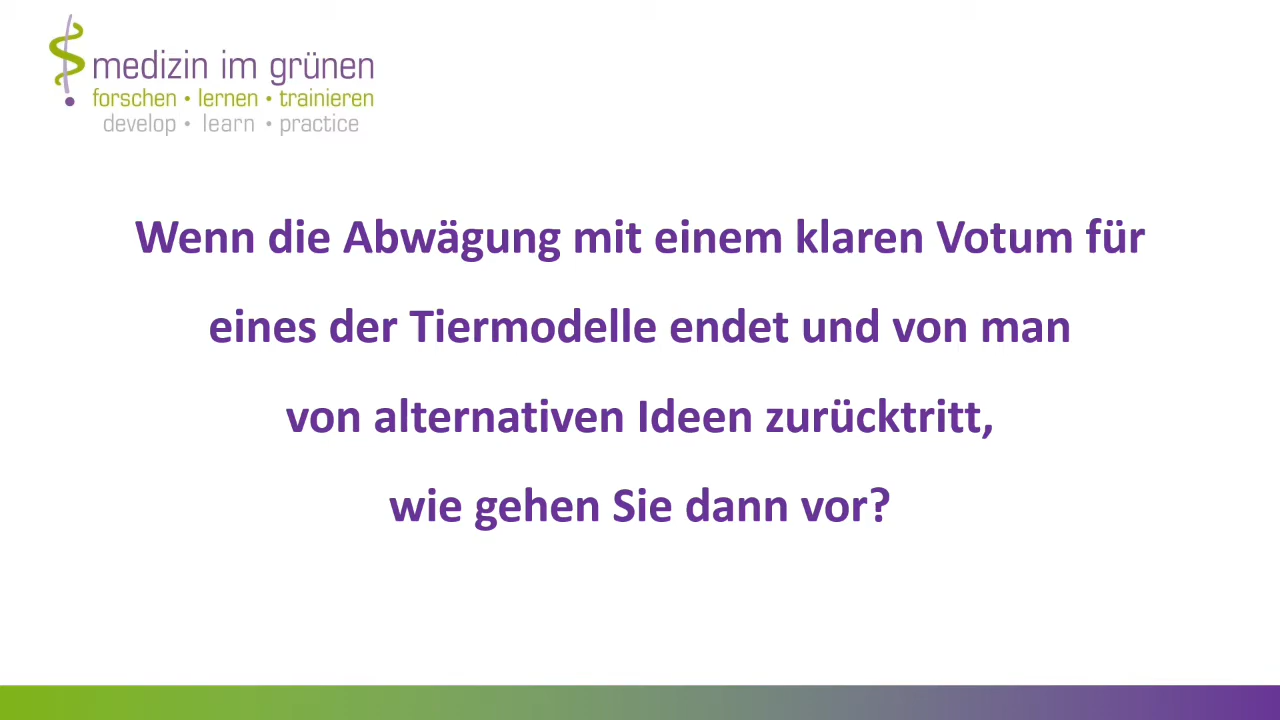 medizin im grünen
forschen • lernen • trainieren
develop • learn • practice
Wenn die Abwägung mit einem klaren Votum für
eines der Tiermodelle endet und von man
von alternativen Ideen zurücktritt,
wie gehen Sie dann vor?